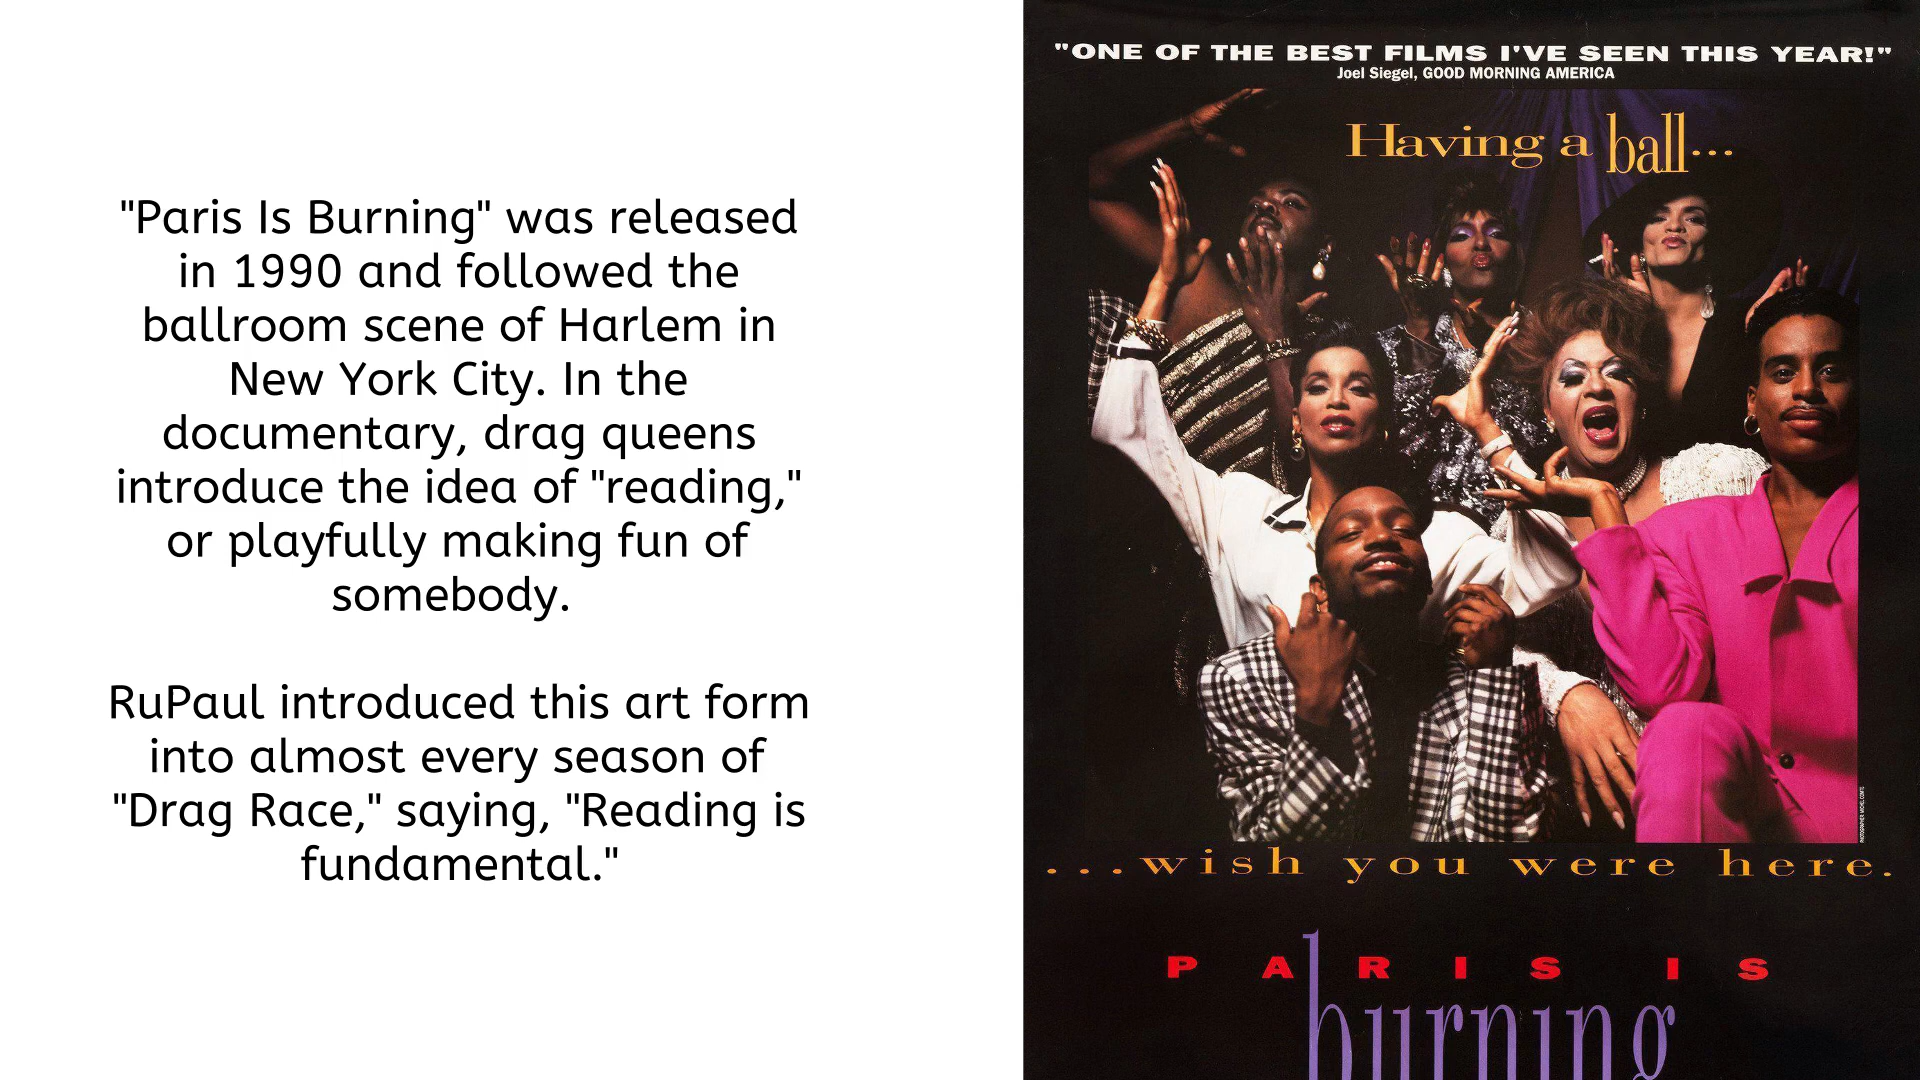 "Paris Is Burning" was released
in 1990 and followed the
ballroom scene of Harlem in
New York City. In the
documentary, drag queens
introduce the idea of "reading,"
or playfully making fun of
somebody.
RuPaul introduced this art form
into almost every season of
"Drag Race," saying, "Reading is
fundamental."
"ONE OF THE BEST FILMS I'VE SEEN THIS YEAR!"
Joel Siegel, GOOD MORNING AMERICA
Having a ball...
...wish you were here.
PARIS IS
burning